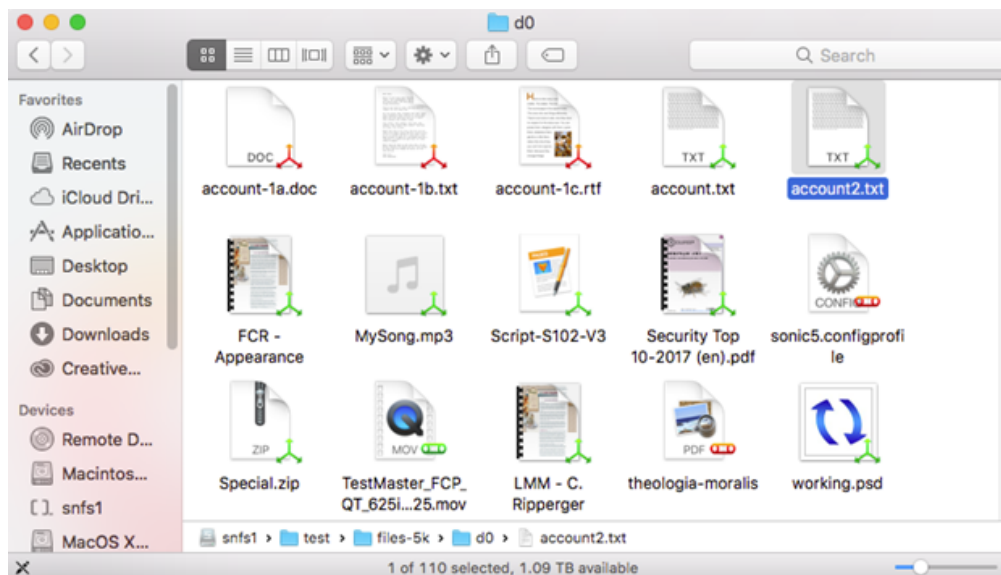 d0
Search
Favorites
AirDrop
Recents
iCloud Dri...
Applicatio...
Desktop
Documents
Downloads
Creative...
Devices
Remote D...
Macintos...
snfs1
MacOS X...
DOC
TXT
TXT
account-1a.doc
account-1b.txt
account-1c.rtf
account.txt
account2.txt
CONFIG
FCR -
Appearance
MySong.mp3
Script-S102-V3
Security Top
10-2017 (en).pdf
sonic5.configprofi
le
ZIP
MOV
PDF
Special.zip
TestMaster_FCP_
QT_625i...25.mov
LMM - C.
Ripperger
theologia-moralis
working.psd
snfs1 › test › files-5k › d0 › account2.txt
1 of 110 selected, 1.09 TB available